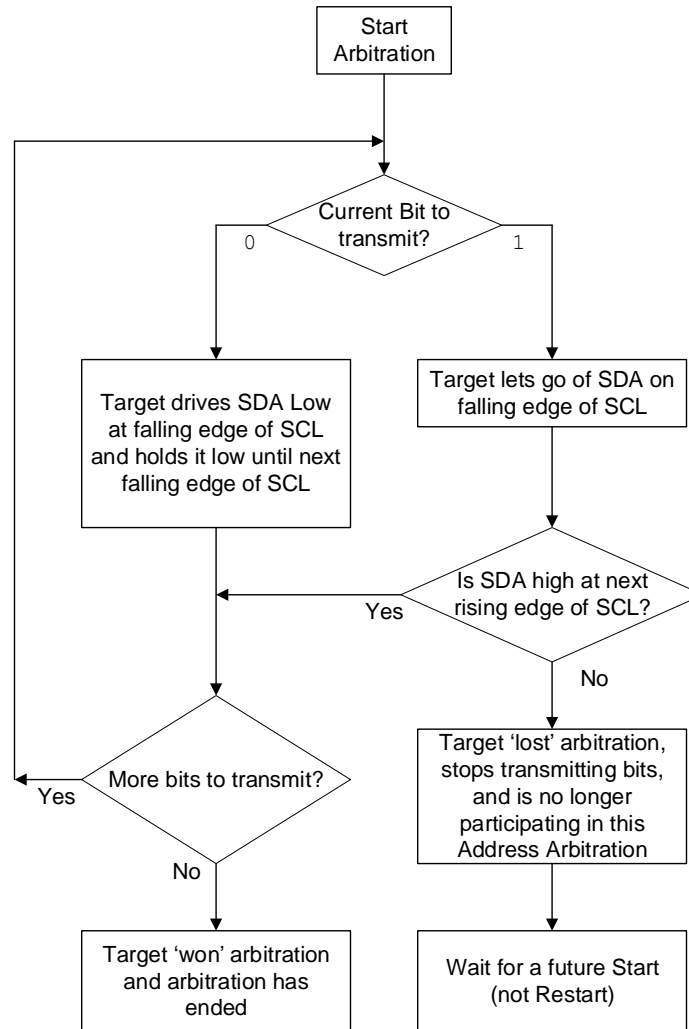 Start
Arbitration
Current Bit to
transmit?
0
1
Target drives SDA Low
at falling edge of SCL
and holds it low until next
falling edge of SCL
Target lets go of SDA on
falling edge of SCL
Is SDA high at next
rising edge of SCL?
Yes
No
More bits to transmit?
Yes
No
Target ‘lost’ arbitration,
stops transmitting bits,
and is no longer
participating in this
Address Arbitration
Target ‘won’ arbitration
and arbitration has
ended
Wait for a future Start
(not Restart)